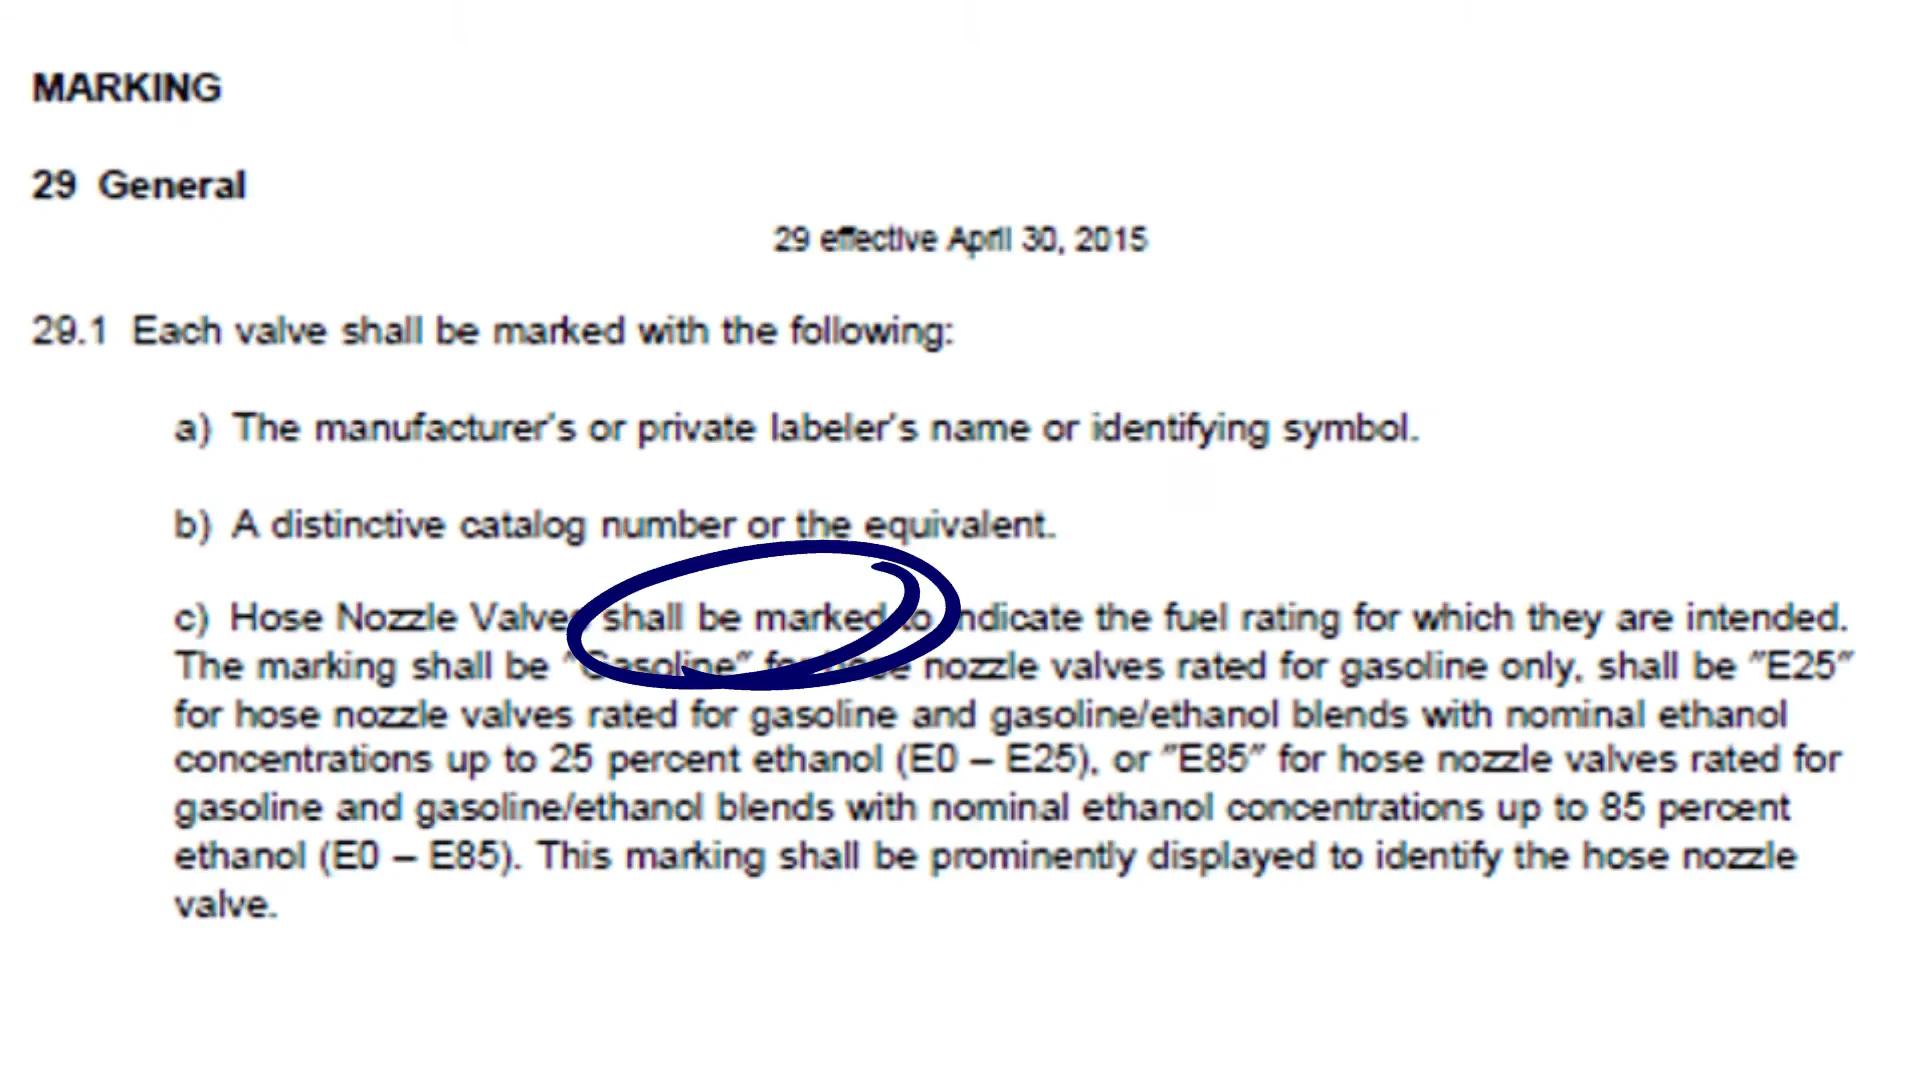 MARKING
29 General
29 effective April 30, 2015
29.1 Each valve shall be marked with the following:
a) The manufacturer's or private labeler's name or identifying symbol.
b) A distinctive catalog number or the equivalent.
c) Hose Nozzle Valves shall be marked to indicate the fuel rating for which they are intended.
The marking shall be "Gasoline" for hose nozzle valves rated for gasoline only, shall be "E25"
for hose nozzle valves rated for gasoline and gasoline/ethanol blends with nominal ethanol
concentrations up to 25 percent ethanol (E0 – E25), or "E85" for hose nozzle valves rated for
gasoline and gasoline/ethanol blends with nominal ethanol concentrations up to 85 percent
ethanol (E0 – E85). This marking shall be prominently displayed to identify the hose nozzle
valve.